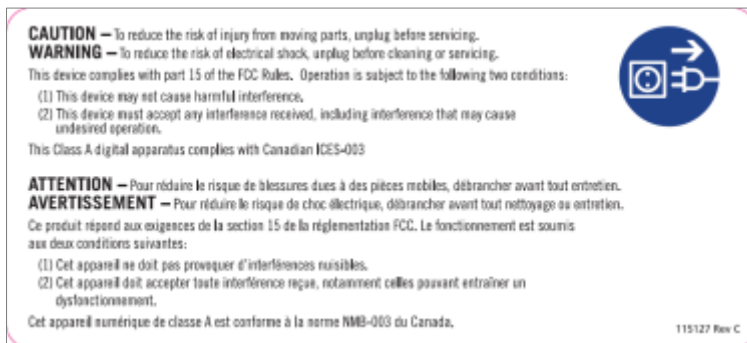 CAUTION – To reduce the risk of injury from moving parts, unplug before servicing.
WARNING – To reduce the risk of electrical shock, unplug before cleaning or servicing.
This device complies with part 15 of the FCC Rules. Operation is subject to the following two conditions:
(1) This device may not cause harmful interference.
(2) This device must accept any interference received, including interference that may cause
undesired operation.
This Class A digital apparatus complies with Canadian ICES-003
ATTENTION – Pour réduire le risque de blessures dues à des pièces mobiles, débrancher avant tout entretien.
AVERTISSEMENT – Pour réduire le risque de choc électrique, débrancher avant tout nettoyage ou entretien.
Ce produit répond aux exigences de la section 15 de la réglementation FCC. Le fonctionnement est soumis
aux deux conditions suivantes:
(1) Cet appareil ne doit pas provoquer d'interférences nuisibles.
(2) Cet appareil doit accepter toute interférence reçue, notamment celles pouvant entraîner un
dysfonctionnement.
Cet appareil numérique de classe A est conforme à la norme NMB-003 du Canada.
115127 Rev C